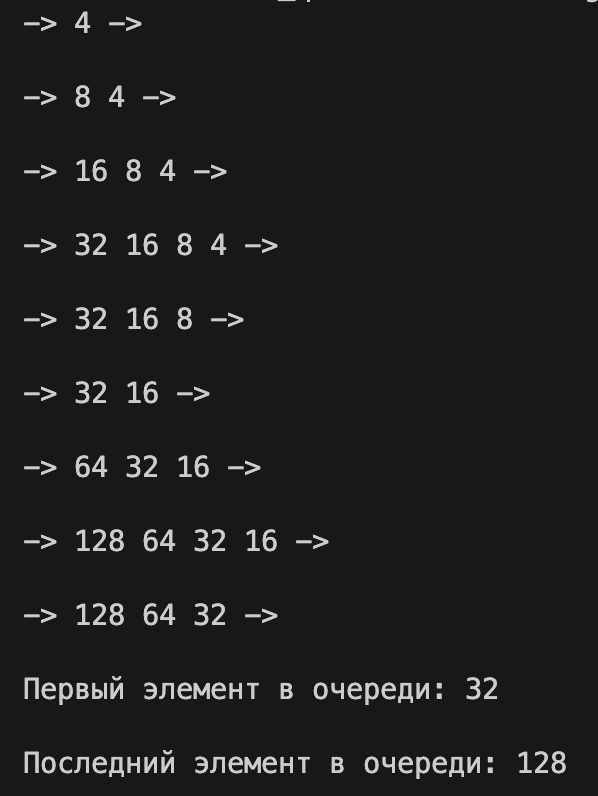 —> 4 —>
—> 8 4 —>
—> 16 8 4 —>
—> 32 16 8 4 —>
—> 32 16 8 —>
—> 32 16 —>
—> 64 32 16 —>
—> 128 64 32 16 —>
—> 128 64 32 —>
Первый элемент в очереди: 32
Последний элемент в очереди: 128